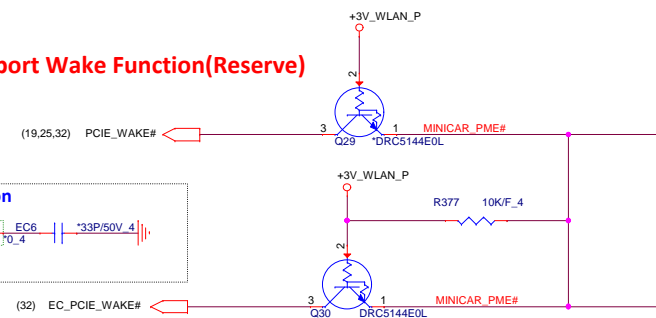 +3V_WLAN_P
port Wake Function(Reserve)
2
(19,25,32) PCIE_WAKE# 3 1 MINICAR_PME#
Q29 *DRC5144E0L
+3V_WLAN_P
on
R377 10K/F_4
EC6 *33P/50V_4
*0_4
2
(32) EC_PCIE_WAKE# 3 1 MINICAR_PME#
Q30 DRC5144E0L